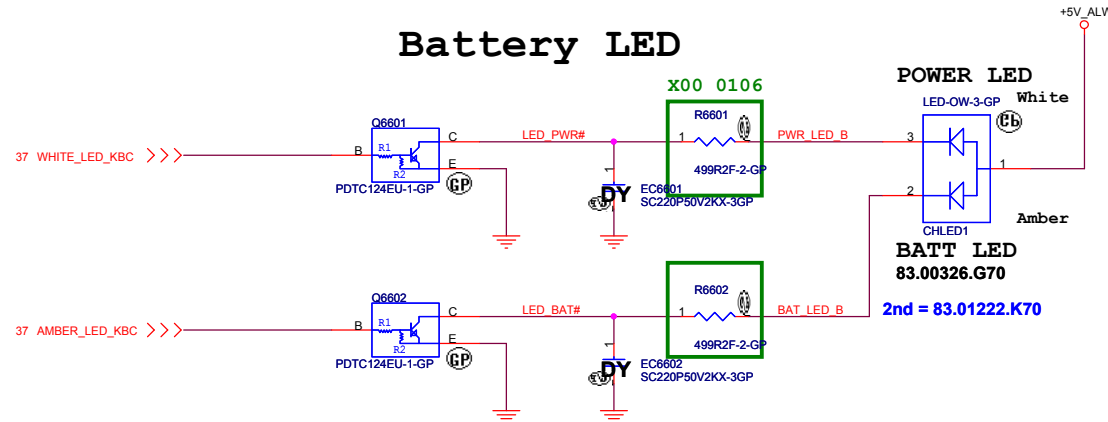 +5V_ALW
Battery LED
X00 0106
POWER LED
LED-OW-3-GP
White
Q6601
R6601
C
LED_PWR#
1
PWR_LED_B
3
37 WHITE_LED_KBC
B
R1
R2
E
1
499R2F-2-GP
1
PDTC124EU-1-GP
GP
DY
EC6601
SC220P50V2KX-3GP
2
Amber
CHLED1
BATT LED
83.00326.G70
Q6602
R6602
C
LED_BAT#
1
BAT_LED_B
2nd = 83.01222.K70
37 AMBER_LED_KBC
B
R1
R2
E
1
499R2F-2-GP
PDTC124EU-1-GP
GP
DY
EC6602
SC220P50V2KX-3GP